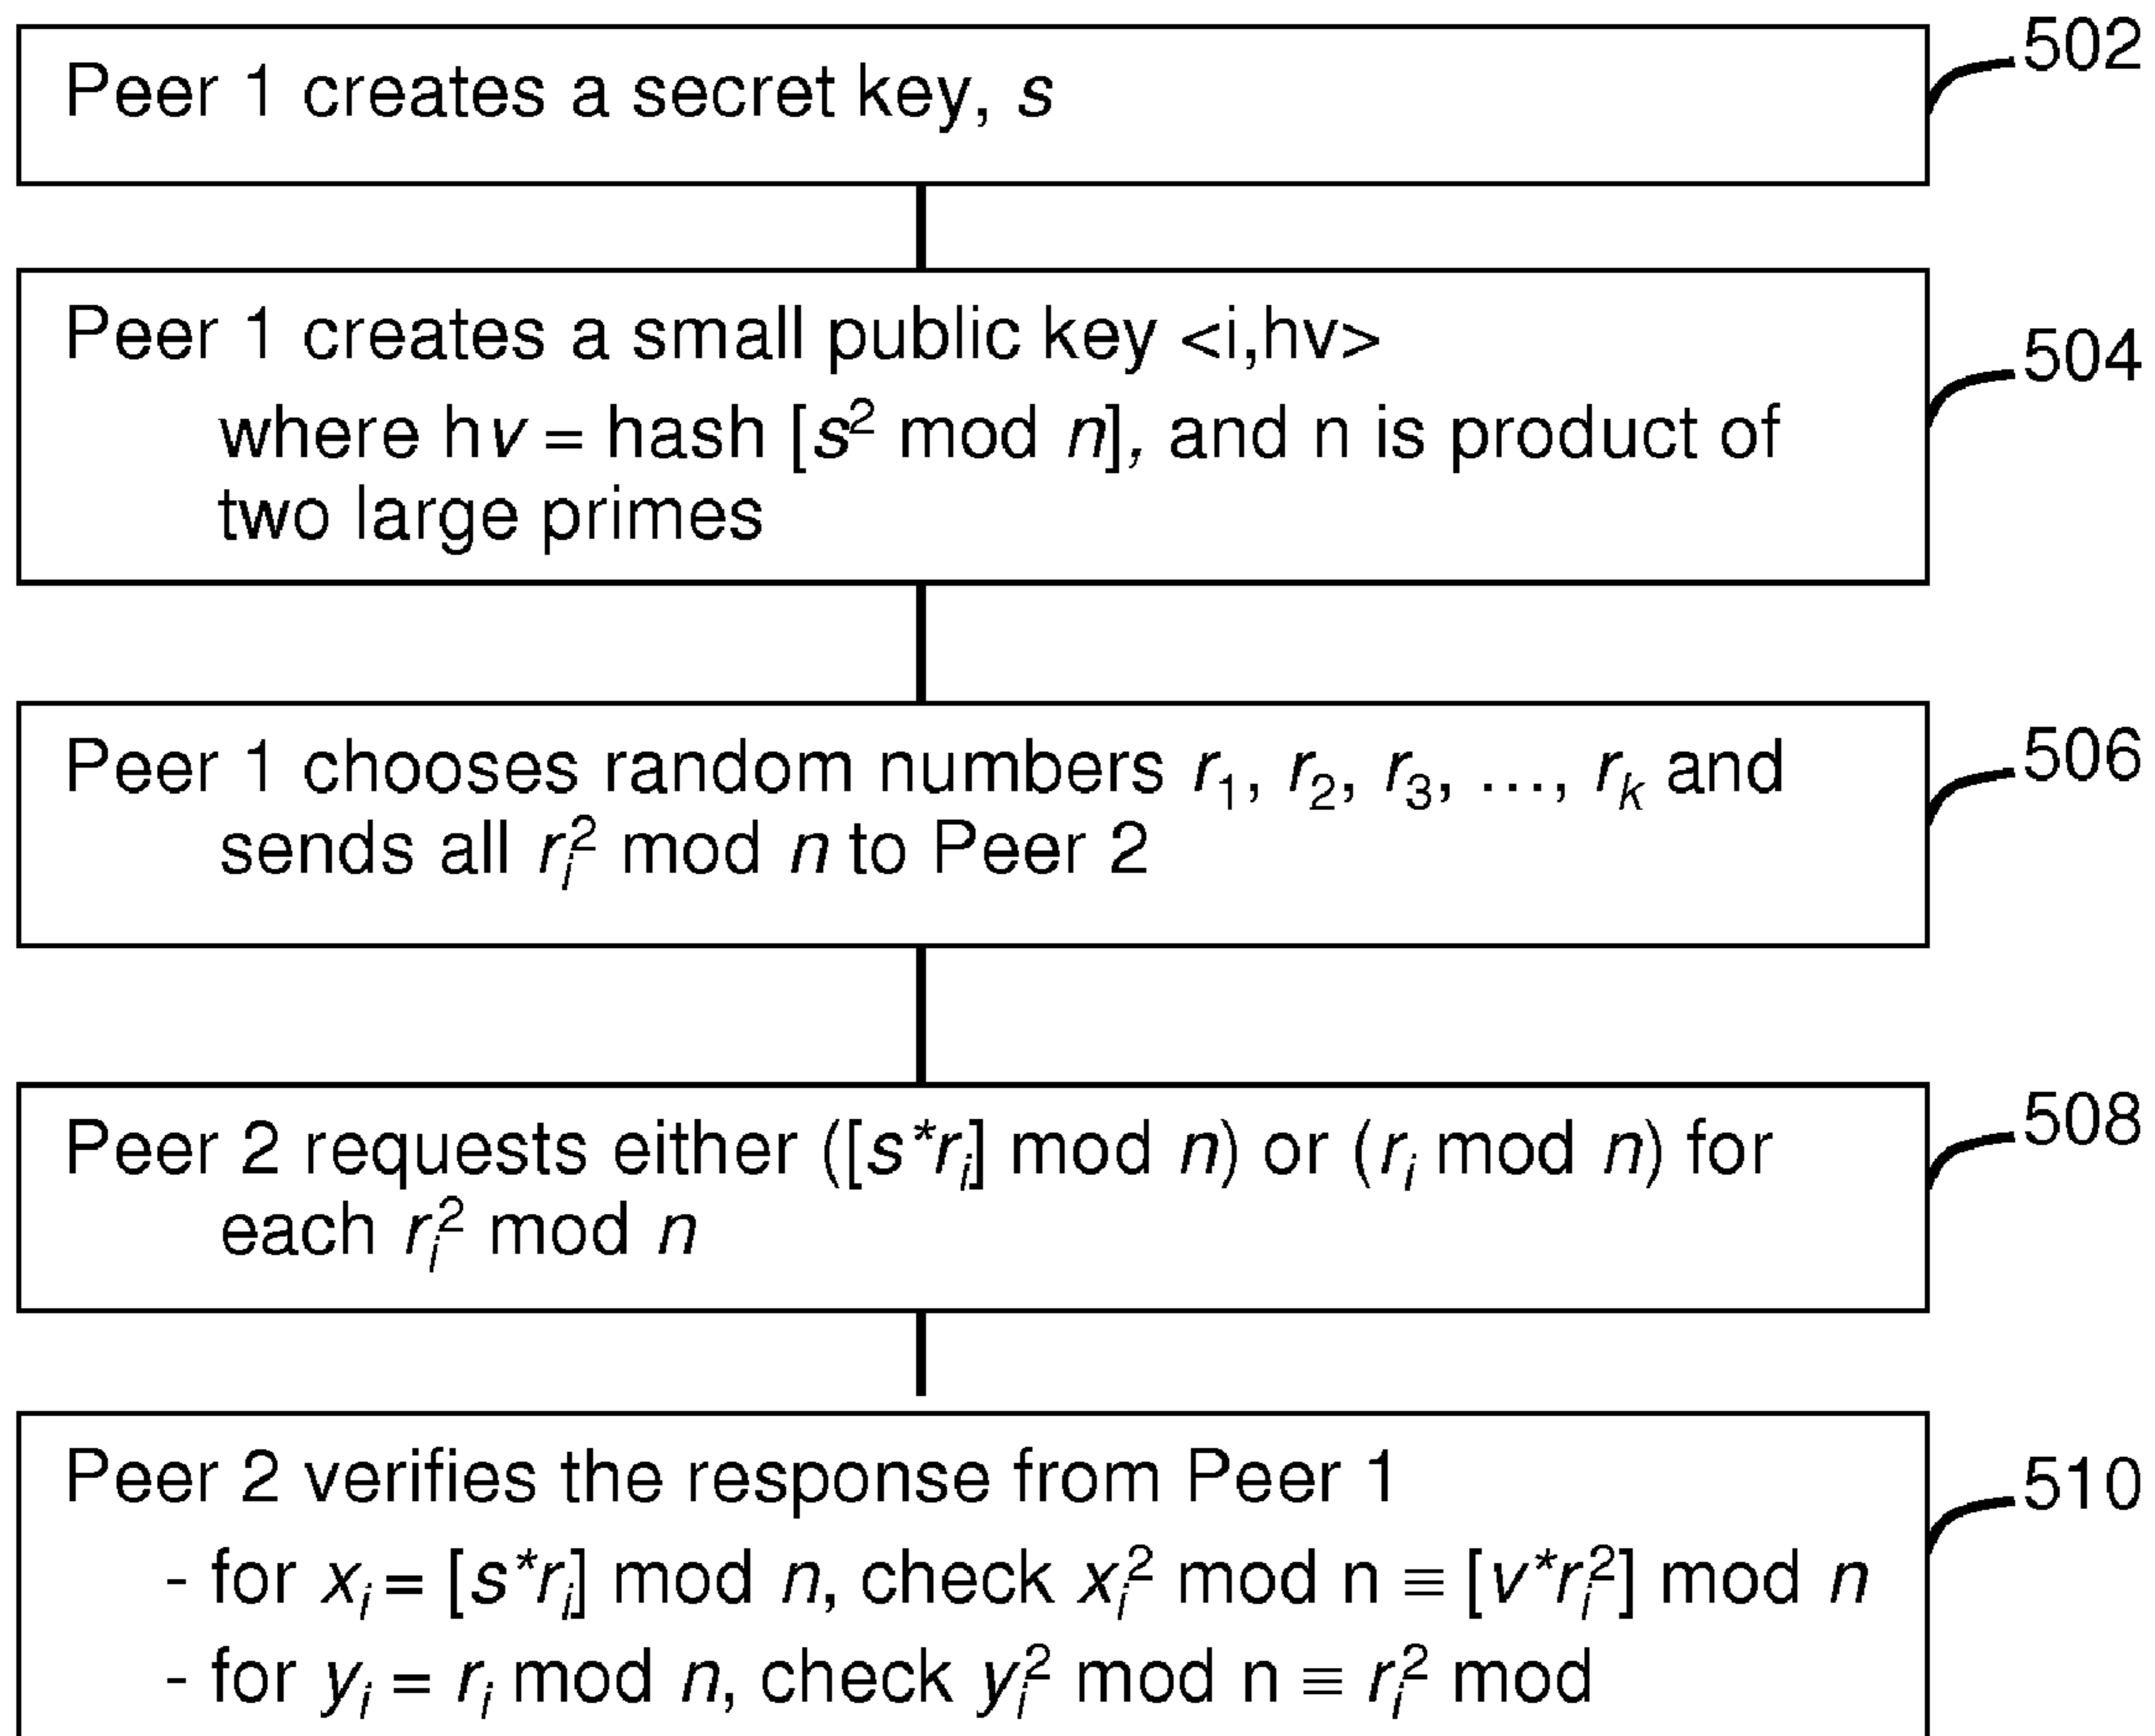 Peer 1 creates a secret key, s
502
Peer 1 creates a small public key <i,hv>
where hv = hash [s² mod n], and n is product of
two large primes
504
Peer 1 chooses random numbers r₁, r₂, r₃, ..., rₖ and
sends all rᵢ² mod n to Peer 2
506
Peer 2 requests either ([s*rᵢ] mod n) or (rᵢ mod n) for
each rᵢ² mod n
508
Peer 2 verifies the response from Peer 1
- for xᵢ = [s*rᵢ] mod n, check xᵢ² mod n ≡ [v*rᵢ²] mod n
- for yᵢ = rᵢ mod n, check yᵢ² mod n ≡ rᵢ² mod
510